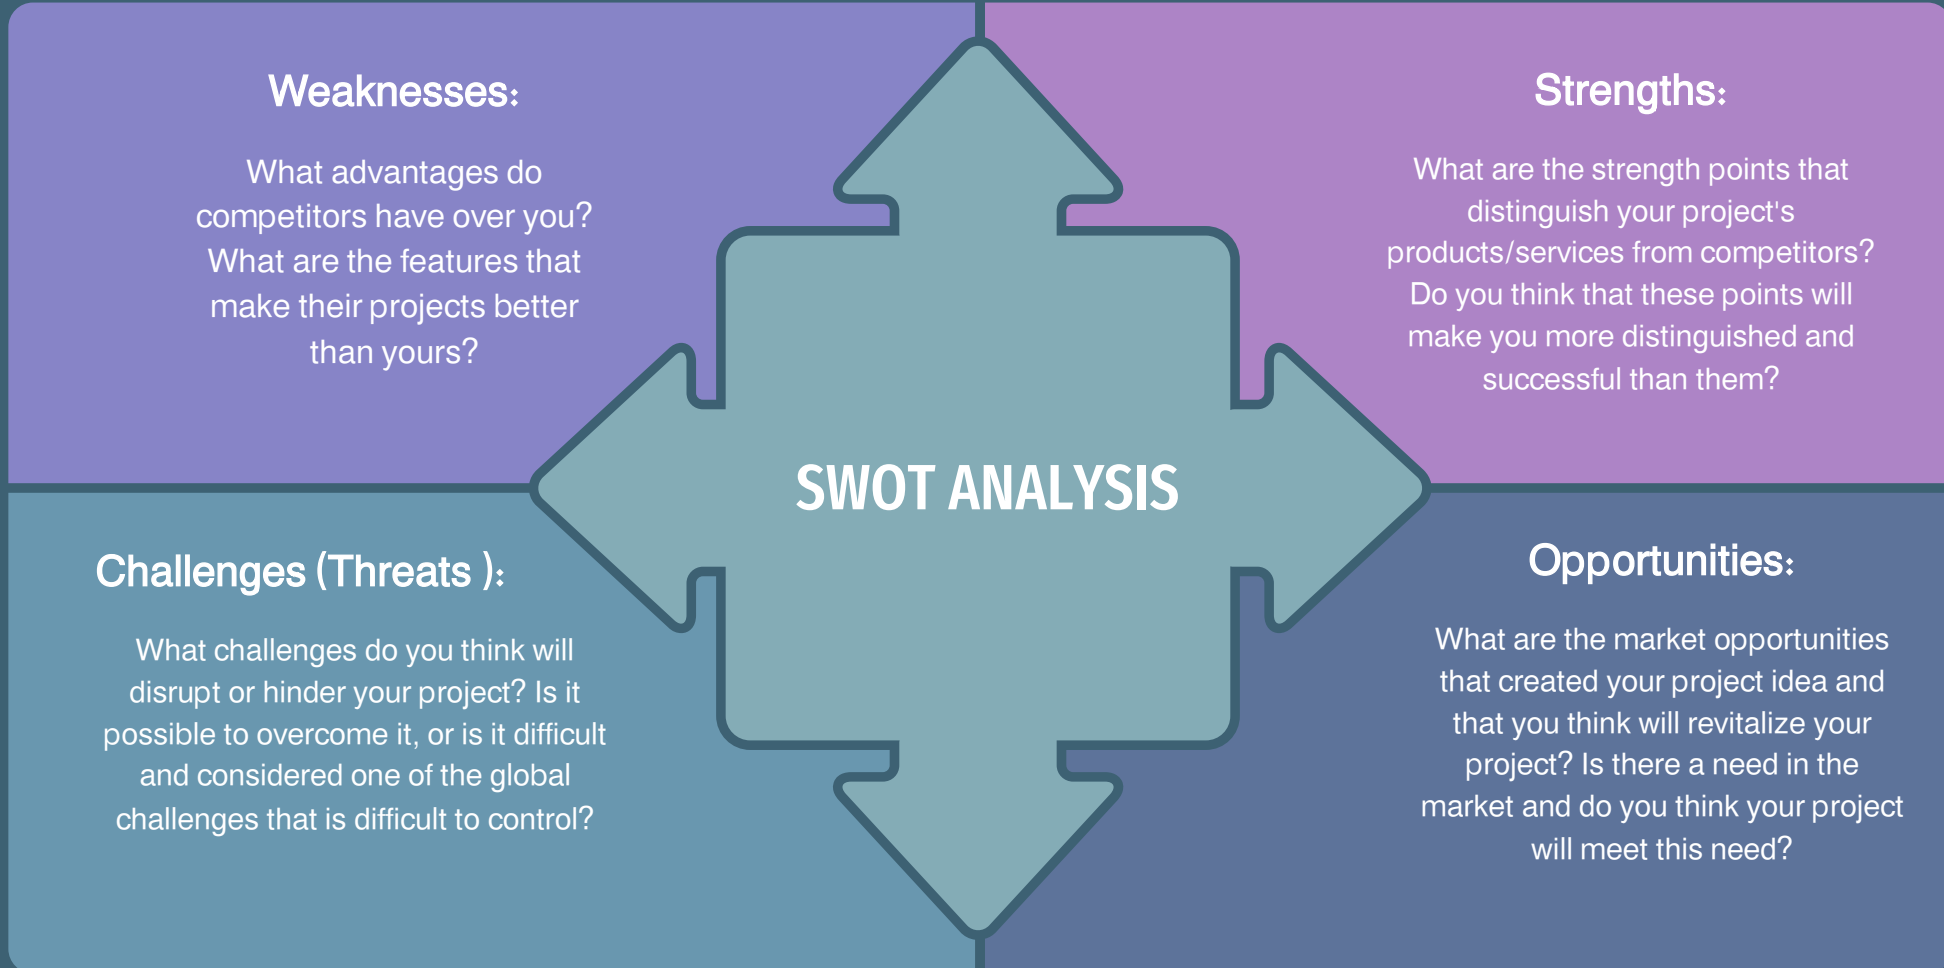 Weaknesses:
What advantages do
competitors have over you?
What are the features that
make their projects better
than yours?
Strengths:
What are the strength points that
distinguish your project's
products/services from competitors?
Do you think that these points will
make you more distinguished and
successful than them?
SWOT ANALYSIS
Challenges (Threats ):
What challenges do you think will
disrupt or hinder your project? Is it
possible to overcome it, or is it difficult
and considered one of the global
challenges that is difficult to control?
Opportunities:
What are the market opportunities
that created your project idea and
that you think will revitalize your
project? Is there a need in the
market and do you think your project
will meet this need?